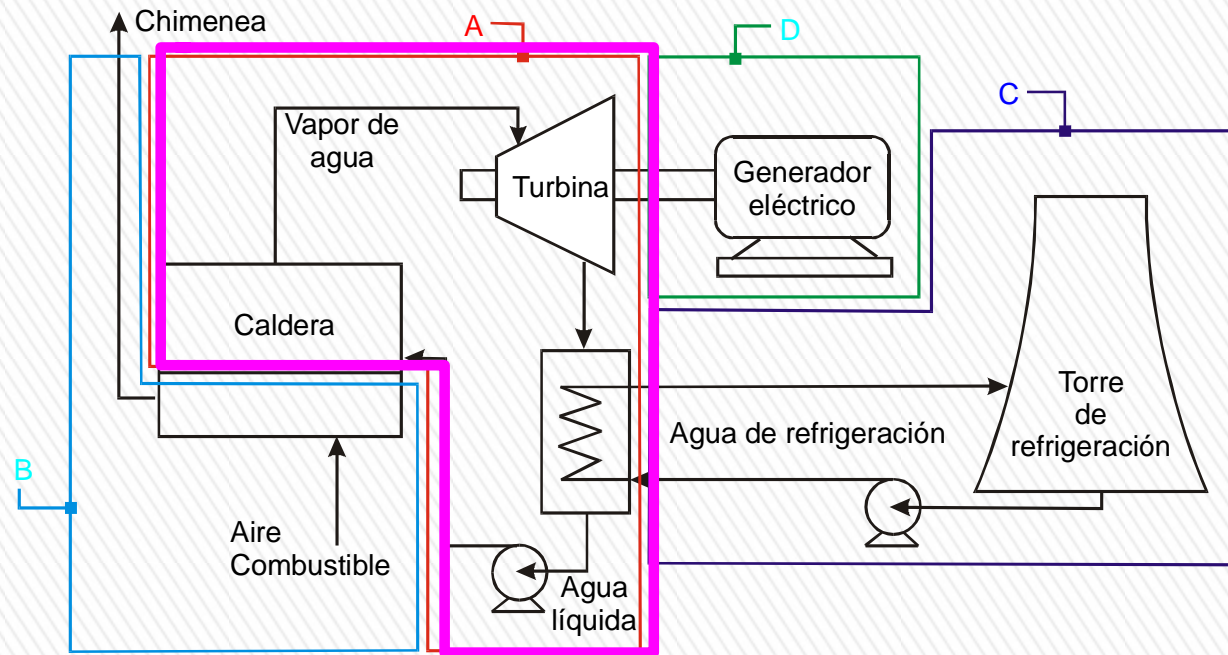 Chimenea
A
D
C
Vapor de
agua
Turbina
Generador
eléctrico
Caldera
Torre
de
refrigeración
Agua de refrigeración
B
Aire
Combustible
Agua
líquida